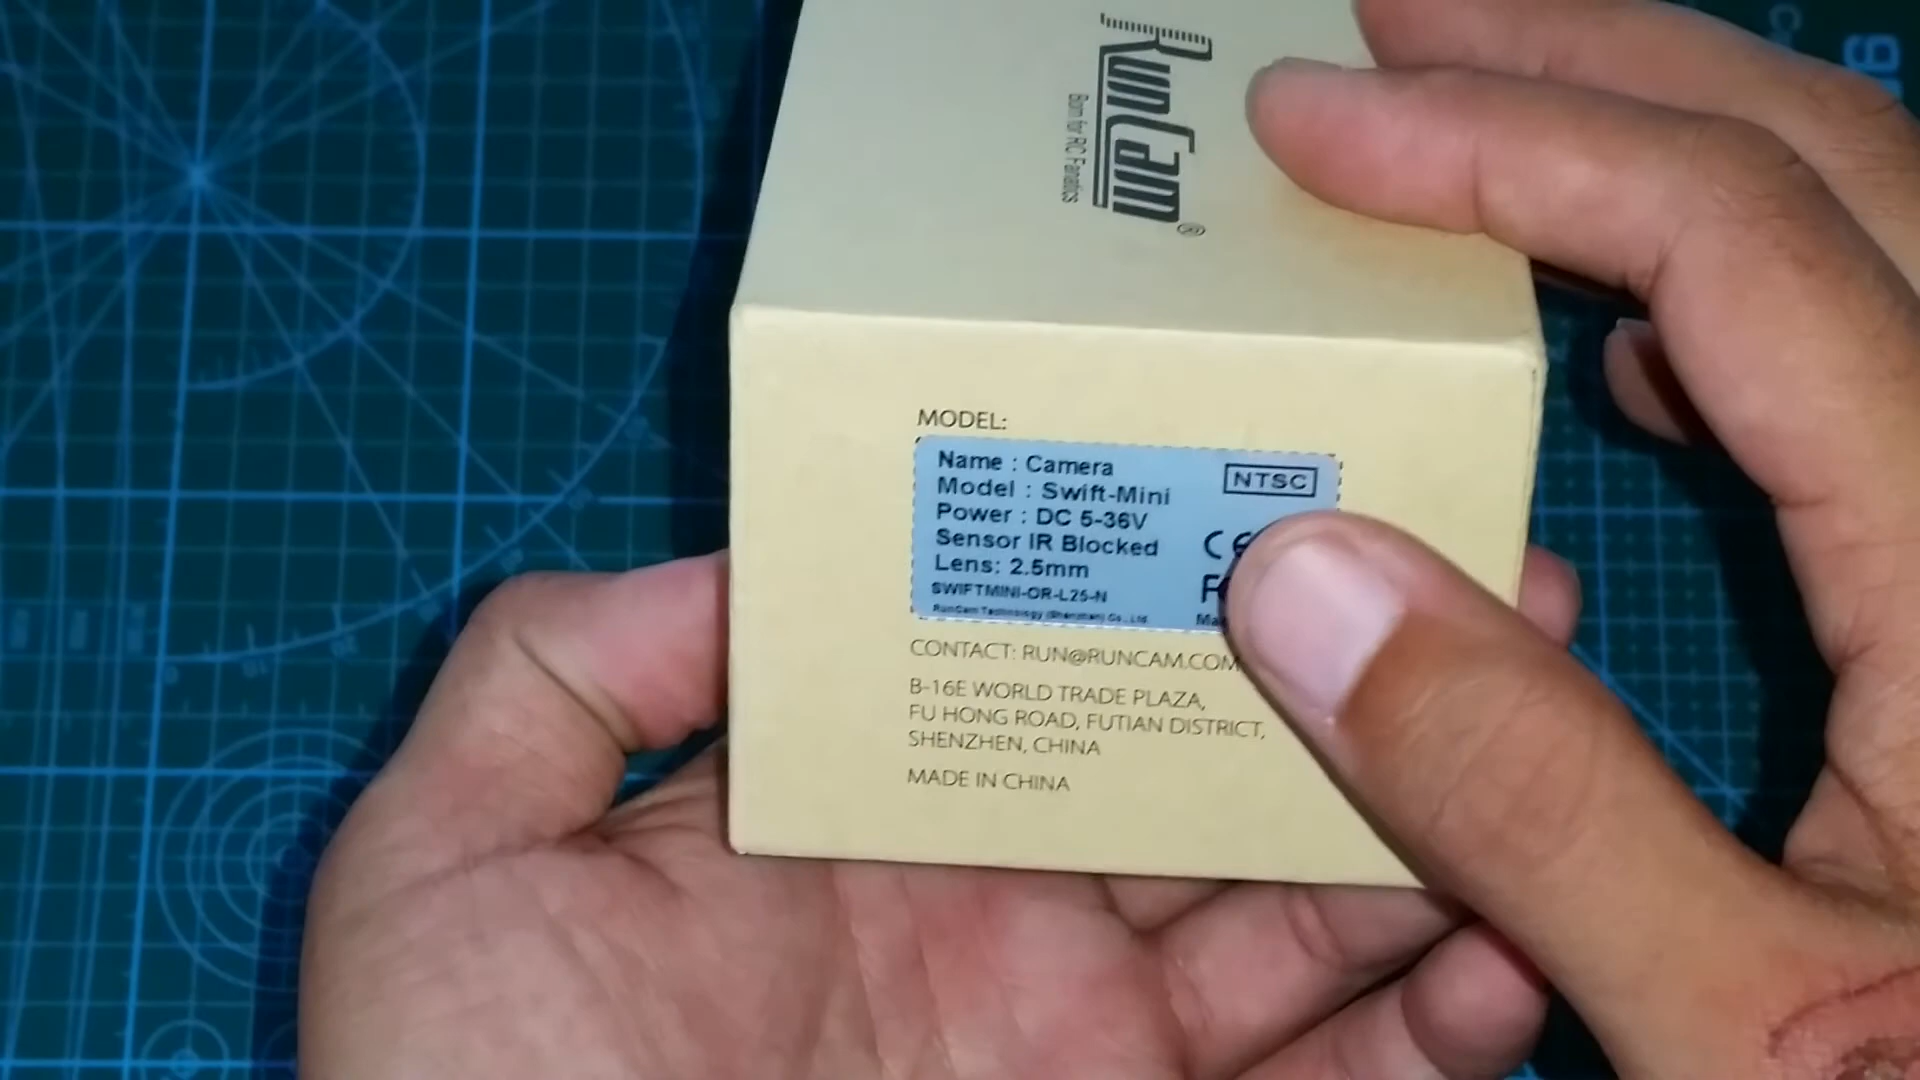 RunCam®
Born for RC Fanatics
MODEL:
Name : Camera
NTSC
Model : Swift-Mini
Power : DC 5-36V
Sensor IR Blocked
CE
Lens: 2.5mm
SWIFTMINI-OR-L25-N
RunCam Technology (Shenzhen) Co., Ltd.
CONTACT: RUN@RUNCAM.COM
B-16E WORLD TRADE PLAZA,
FU HONG ROAD, FUTIAN DISTRICT,
SHENZHEN, CHINA
MADE IN CHINA